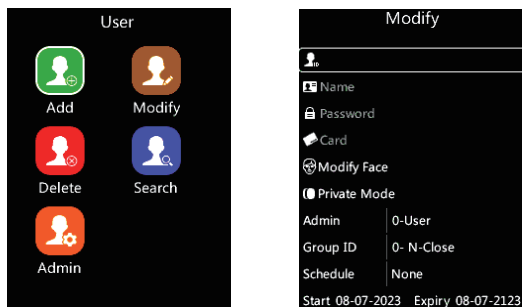 User
Add Modify
Delete Search
Admin
Modify
ID
Name
Password
Card
Modify Face
Private Mode
Admin 0-User
Group ID 0- N-Close
Schedule None
Start 08-07-2023 Expiry 08-07-2123